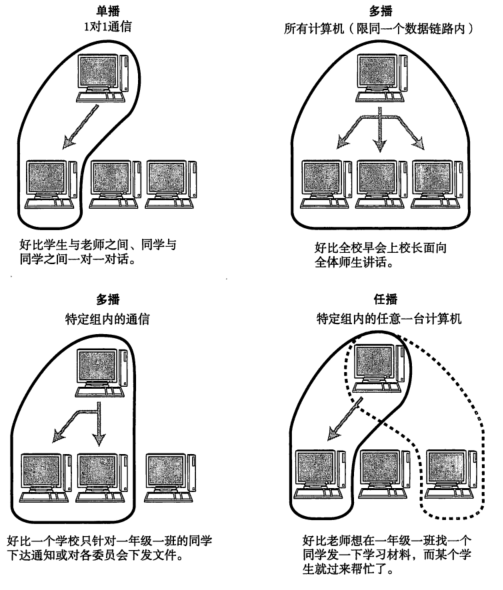 单播
1对1通信
好比学生与老师之间、同学与
同学之间一对一对话。
多播
所有计算机（限同一个数据链路内）
好比全校早会上校长面向
全体师生讲话。
多播
特定组内的通信
好比一个学校只针对一年级一班的同学
下达通知或对各委员会下发文件。
任播
特定组内的任意一台计算机
好比老师想在一年级一班找一个
同学发一下学习材料，而某个学
生就过来帮忙了。